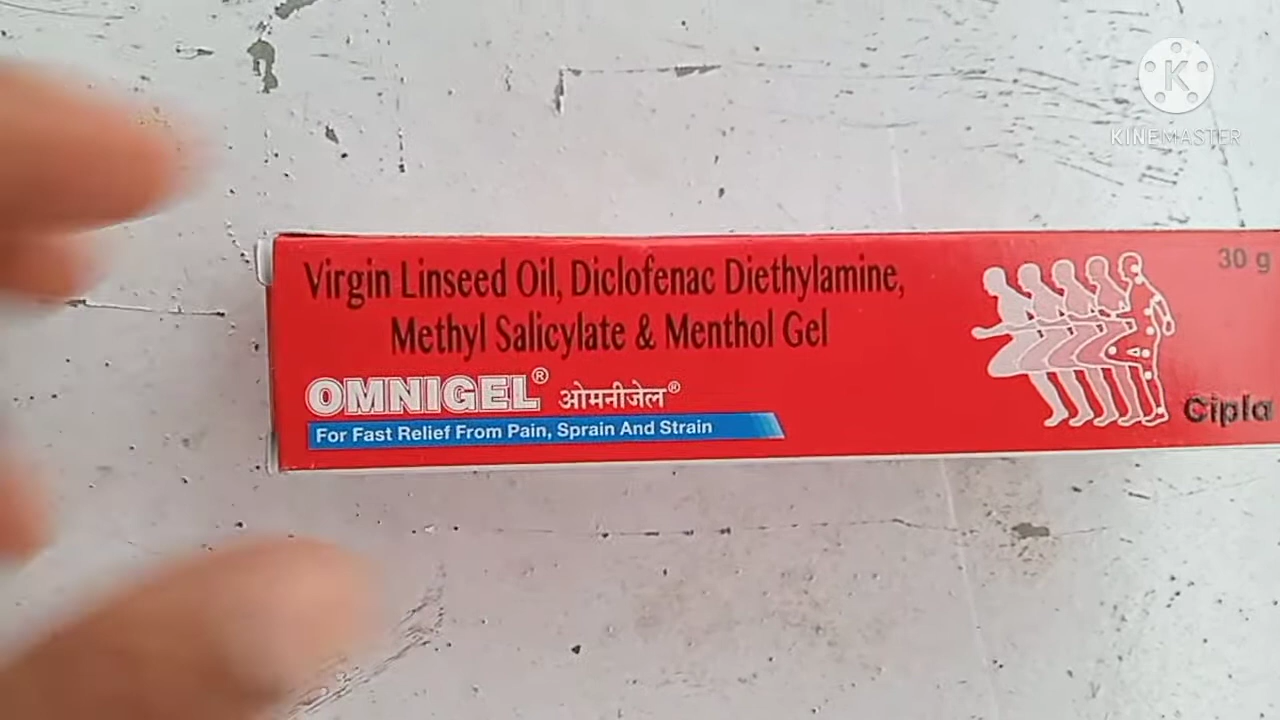 KINEMASTER
Virgin Linseed Oil, Diclofenac Diethylamine,
Methyl Salicylate & Menthol Gel
30 g
OMNIGEL® ओमनीजेल®
For Fast Relief From Pain, Sprain And Strain
Cipla